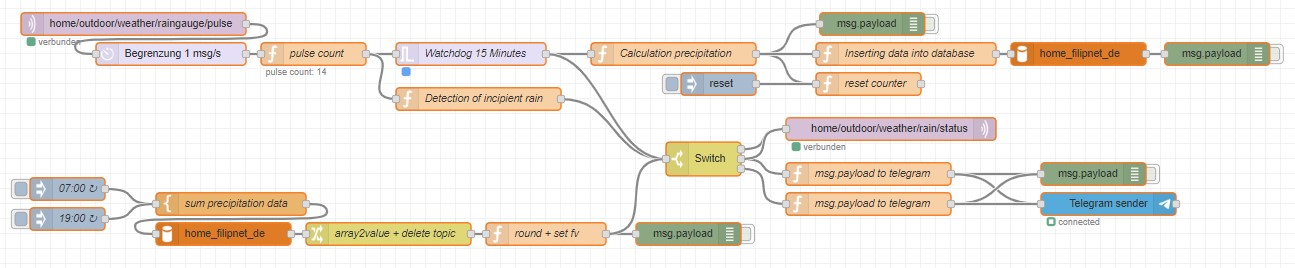 home/outdoor/weather/raingauge/pulse
verbunden
Begrenzung 1 msg/s
pulse count
pulse count: 14
Watchdog 15 Minutes
Detection of incipient rain
Calculation precipitation
reset
msg.payload
Inserting data into database
home_filipnet_de
msg.payload
reset counter
Switch
home/outdoor/weather/rain/status
verbunden
msg.payload to telegram
msg.payload
msg.payload to telegram
Telegram sender
connected
07:00 ↻
19:00 ↻
sum precipitation data
home_filipnet_de
array2value + delete topic
round + set fv
msg.payload